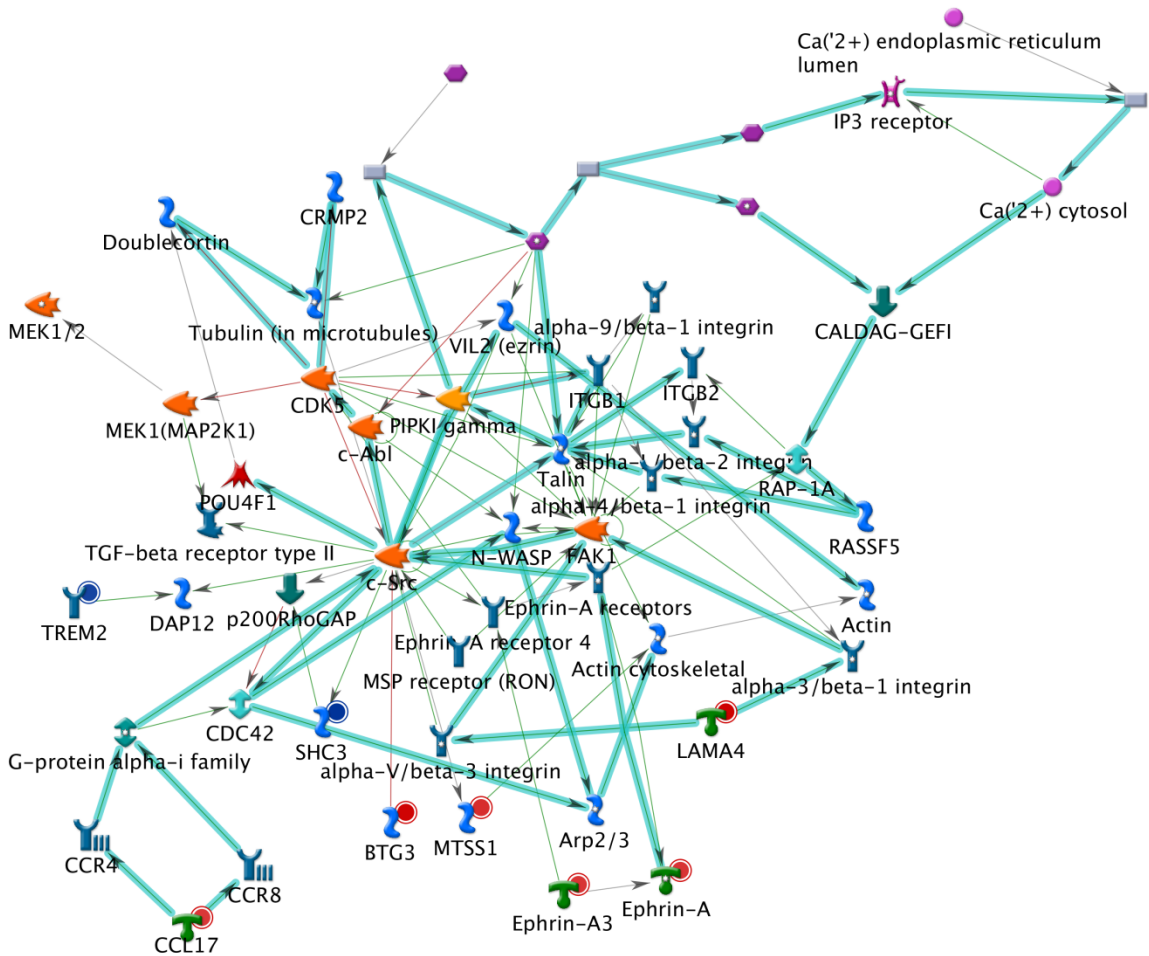 Ca('2+) endoplasmic reticulum
lumen
IP3 receptor
Ca('2+) cytosol
CRMP2
Doublecortin
MEK1/2
Tubulin (in microtubules)
VIL2 (ezrin)
alpha-9/beta-1 integrin
CALDAG-GEFI
CDK5
PIPKI gamma
ITGB1
ITGB2
MEK1(MAP2K1)
c-Abl
Talin
alpha-L/beta-2 integrin
RAP-1A
POU4F1
alpha-4/beta-1 integrin
TGF-beta receptor type II
N-WASP
FAK1
RASSF5
c-Src
TREM2
DAP12
p200RhoGAP
Ephrin-A receptors
Ephrin-A receptor 4
Actin
MSP receptor (RON)
Actin cytoskeletal
alpha-3/beta-1 integrin
CDC42
SHC3
LAMA4
G-protein alpha-i family
alpha-V/beta-3 integrin
CCR4
BTG3
MTSS1
Arp2/3
CCR8
Ephrin-A3
Ephrin-A
CCL17